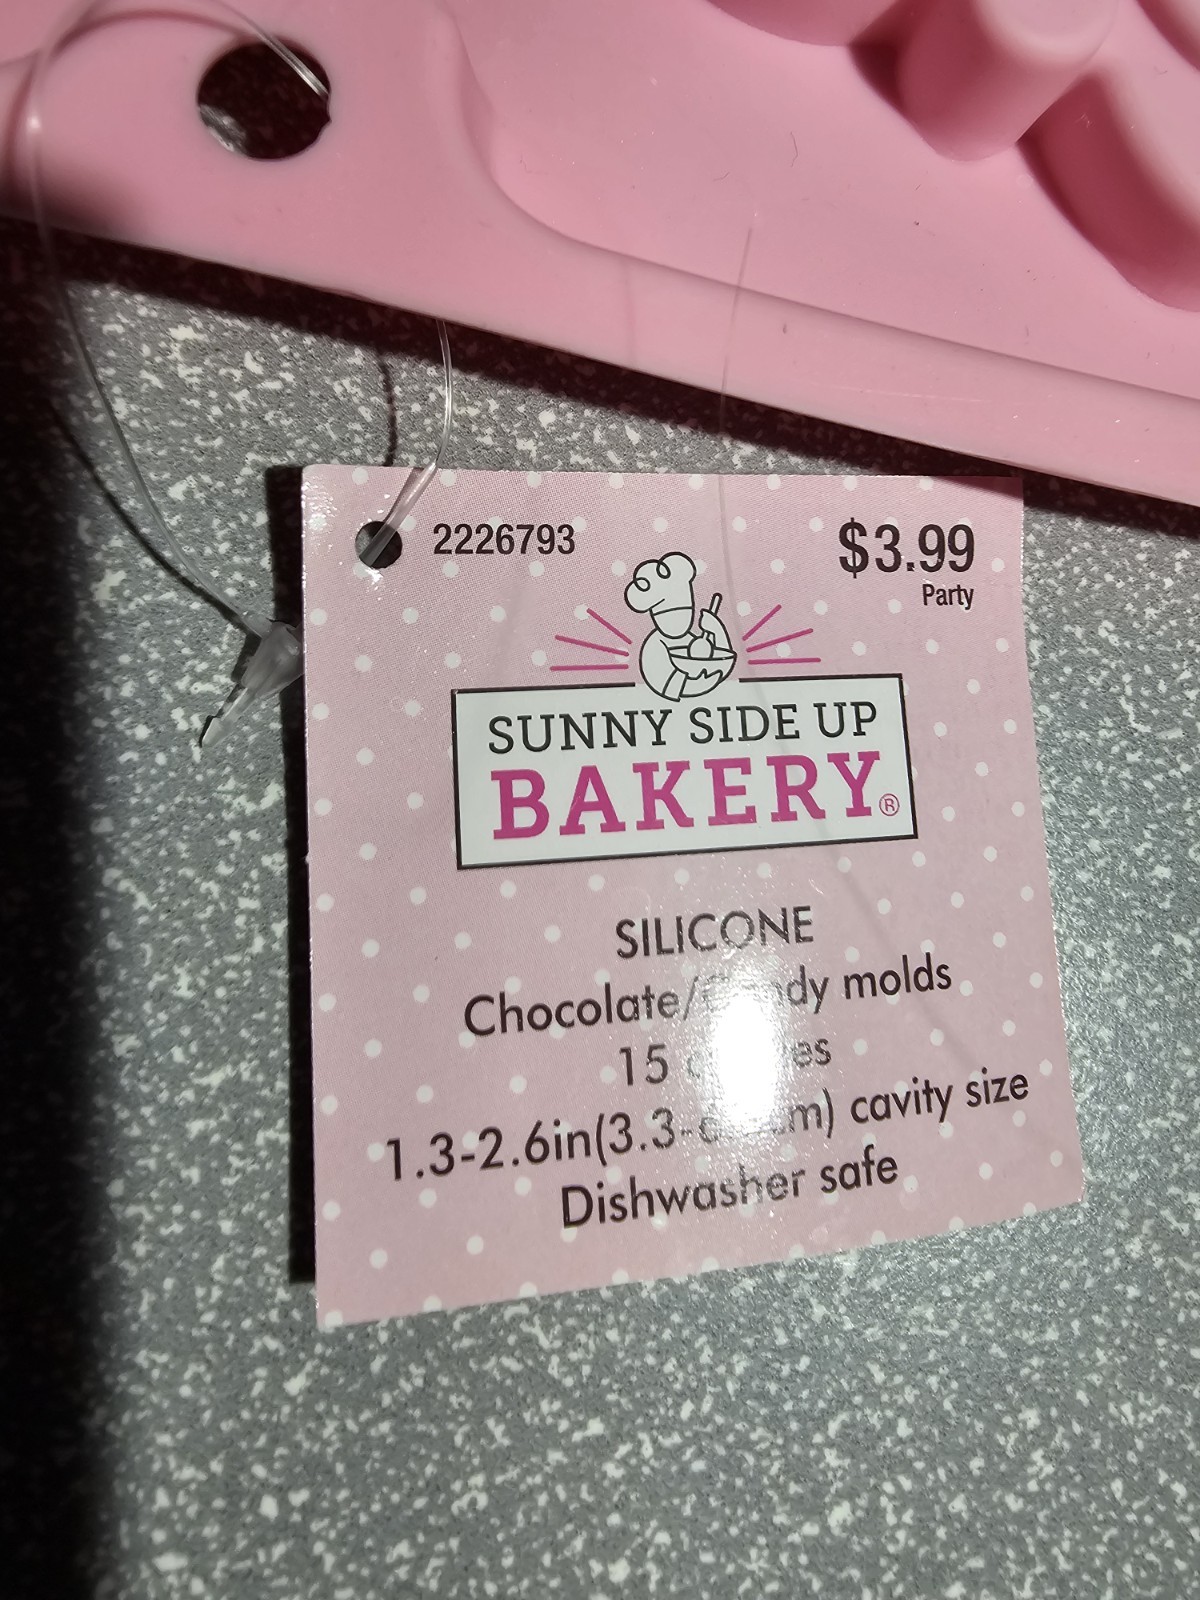 2226793
$3.99
Party
SUNNY SIDE UP
BAKERY®
SILICONE
Chocolate/ molds
15
1.3-2.6in(3.3- cavity size
Dishwasher safe